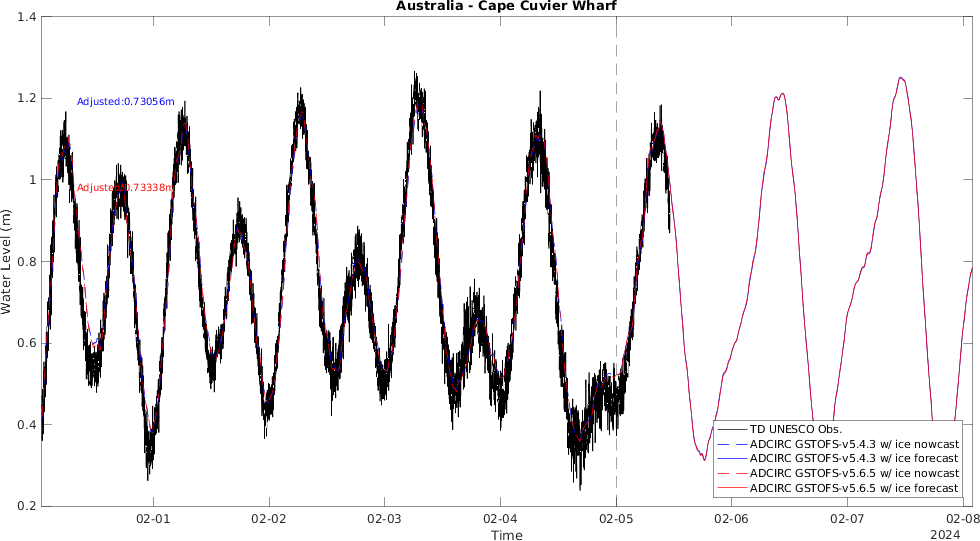 Australia - Cape Cuvier Wharf
1.4
1.2
1
0.8
0.6
0.4
0.2
Water Level (m)
Adjusted:0.73056m
Adjusted:0.73338m
TD UNESCO Obs.
ADCIRC GSTOFS-v5.4.3 w/ ice nowcast
ADCIRC GSTOFS-v5.4.3 w/ ice forecast
ADCIRC GSTOFS-v5.6.5 w/ ice nowcast
ADCIRC GSTOFS-v5.6.5 w/ ice forecast
02-01 02-02 02-03 02-04 02-05 02-06 02-07 02-08
Time
2024